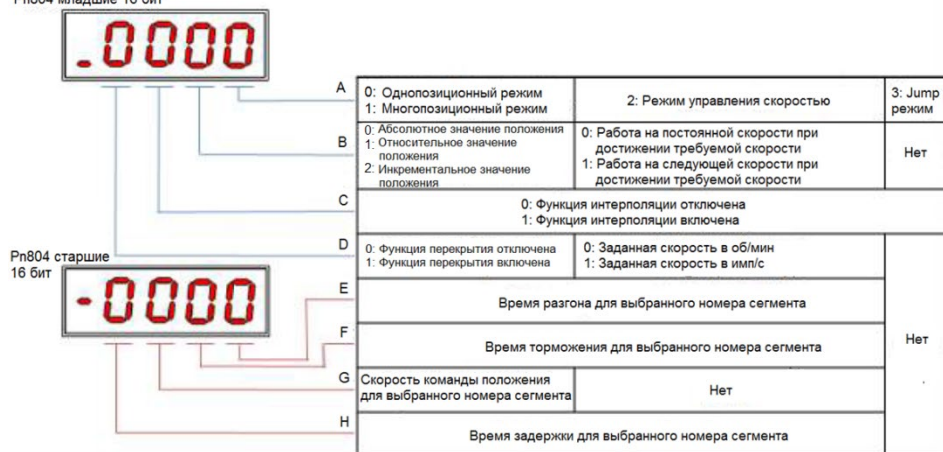 Pn804 младшие 16 бит
.0000
A
0: Однопозиционный режим
1: Многопозиционный режим
2: Режим управления скоростью
3: Jump
режим
B
0: Абсолютное значение положения
1: Относительное значение
положения
2: Инкрементальное значение
положения
0: Работа на постоянной скорости при
достижении требуемой скорости
1: Работа на следующей скорости при
достижении требуемой скорости
Нет
C
0: Функция интерполяции отключена
1: Функция интерполяции включена
D
0: Функция перекрытия отключена
1: Функция перекрытия включена
0: Заданная скорость в об/мин
1: Заданная скорость в имп/с
Pn804 старшие
16 бит
-0000
E
Время разгона для выбранного номера сегмента
F
Время торможения для выбранного номера сегмента
Нет
G
Скорость команды положения
для выбранного номера сегмента
Нет
H
Время задержки для выбранного номера сегмента